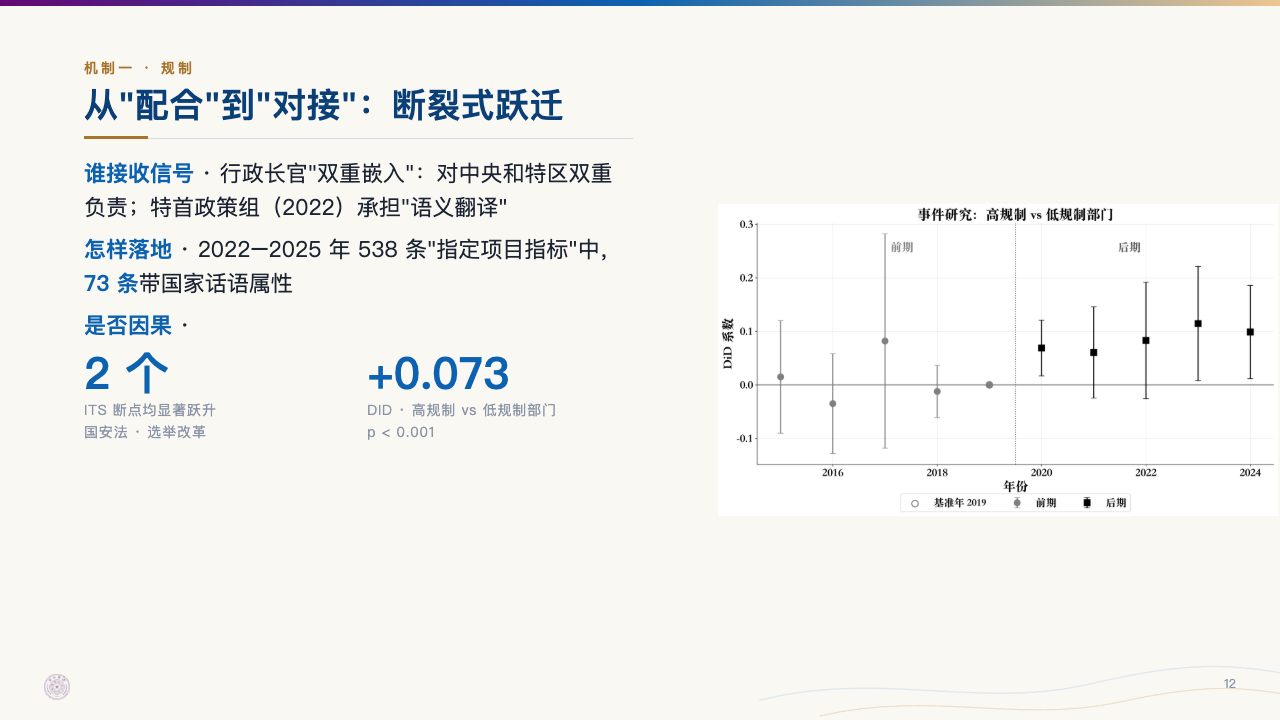 机制一 · 规制
从"配合"到"对接"：断裂式跃迁
谁接收信号 · 行政长官"双重嵌入"：对中央和特区双重
负责；特首政策组（2022）承担"语义翻译"
怎样落地 · 2022—2025 年 538 条"指定项目指标"中，
73 条带国家话语属性
是否因果 ·
2 个
ITS 断点均显著跃升
国安法 · 选举改革
+0.073
DID · 高规制 vs 低规制部门
p < 0.001
事件研究：高规制 vs 低规制部门
前期
后期
DiD 系数
0.3
0.2
0.1
0.0
-0.1
2016
2018
2020
2022
2024
年份
基准年 2019
前期
后期
12